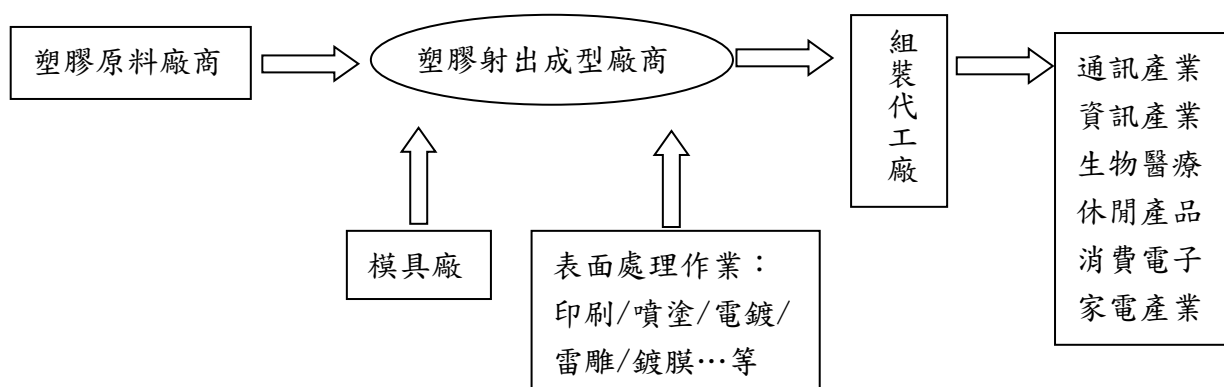 塑膠原料廠商
塑膠射出成型廠商
組裝代工廠
通訊產業
資訊產業
生物醫療
休閒產品
消費電子
家電產業
模具廠
表面處理作業：
印刷/噴塗/電鍍/
雷雕/鍍膜…等